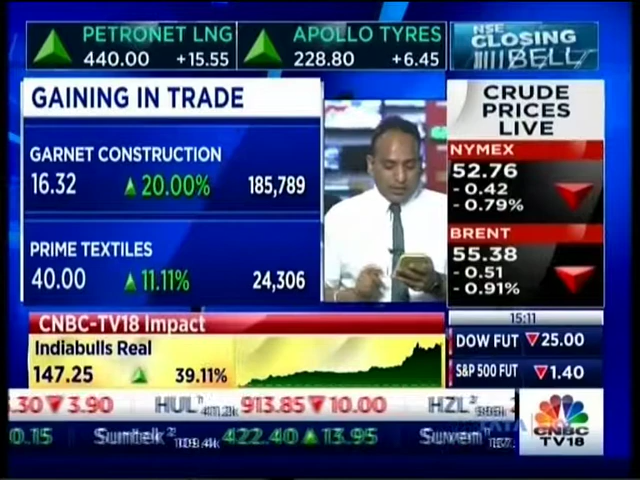 PETRONET LNG
440.00 +15.55
APOLLO TYRES
228.80 +6.45
NSE
CLOSING
BELL
GAINING IN TRADE
GARNET CONSTRUCTION
16.32 20.00% 185,789
PRIME TEXTILES
40.00 11.11% 24,306
CRUDE
PRICES
LIVE
NYMEX
52.76
- 0.42
- 0.79%
BRENT
55.38
- 0.51
- 0.91%
CNBC-TV18 Impact
Indiabulls Real
147.25 39.11%
15:11
DOW FUT 25.00
S&P 500 FUT 1.40
.30 3.90 HUL 913.85 10.00 HZL
0.15 422.40 13.95 Suven
CNBC
TV18